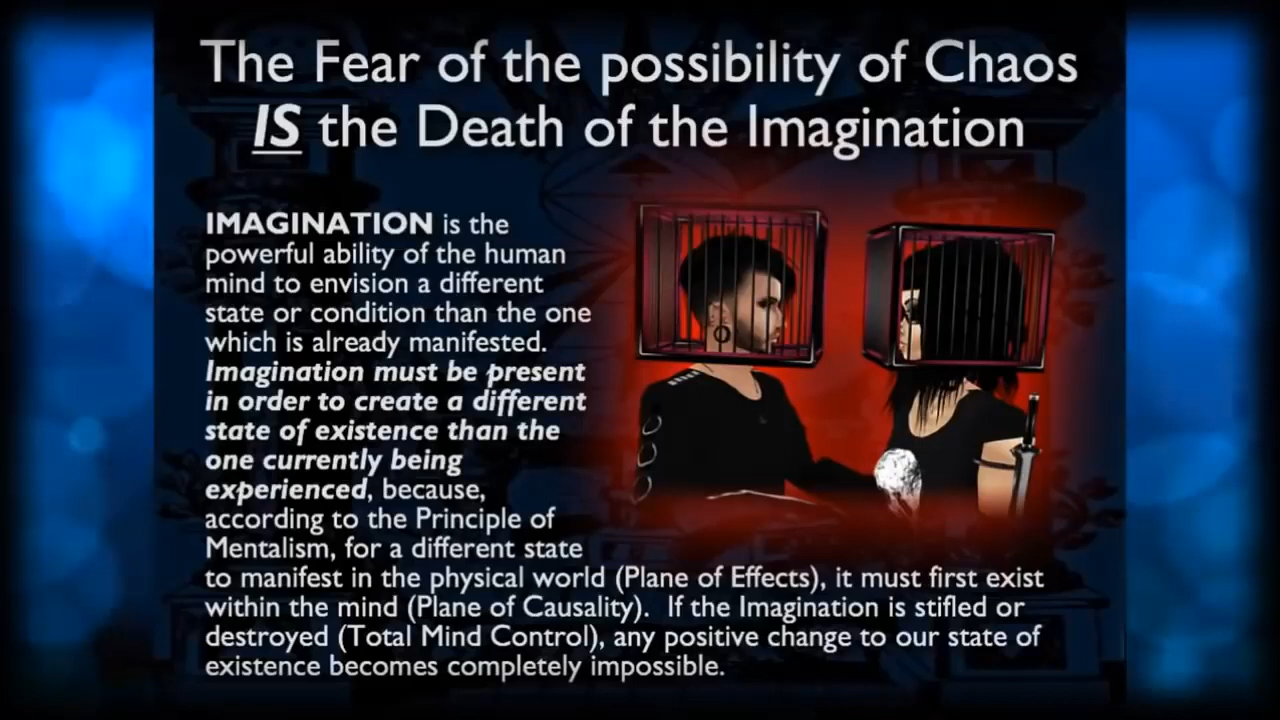 The Fear of the possibility of Chaos
IS the Death of the Imagination
IMAGINATION is the
powerful ability of the human
mind to envision a different
state or condition than the one
which is already manifested.
Imagination must be present
in order to create a different
state of existence than the
one currently being
experienced, because,
according to the Principle of
Mentalism, for a different state
to manifest in the physical world (Plane of Effects), it must first exist
within the mind (Plane of Causality).  If the Imagination is stifled or
destroyed (Total Mind Control), any positive change to our state of
existence becomes completely impossible.